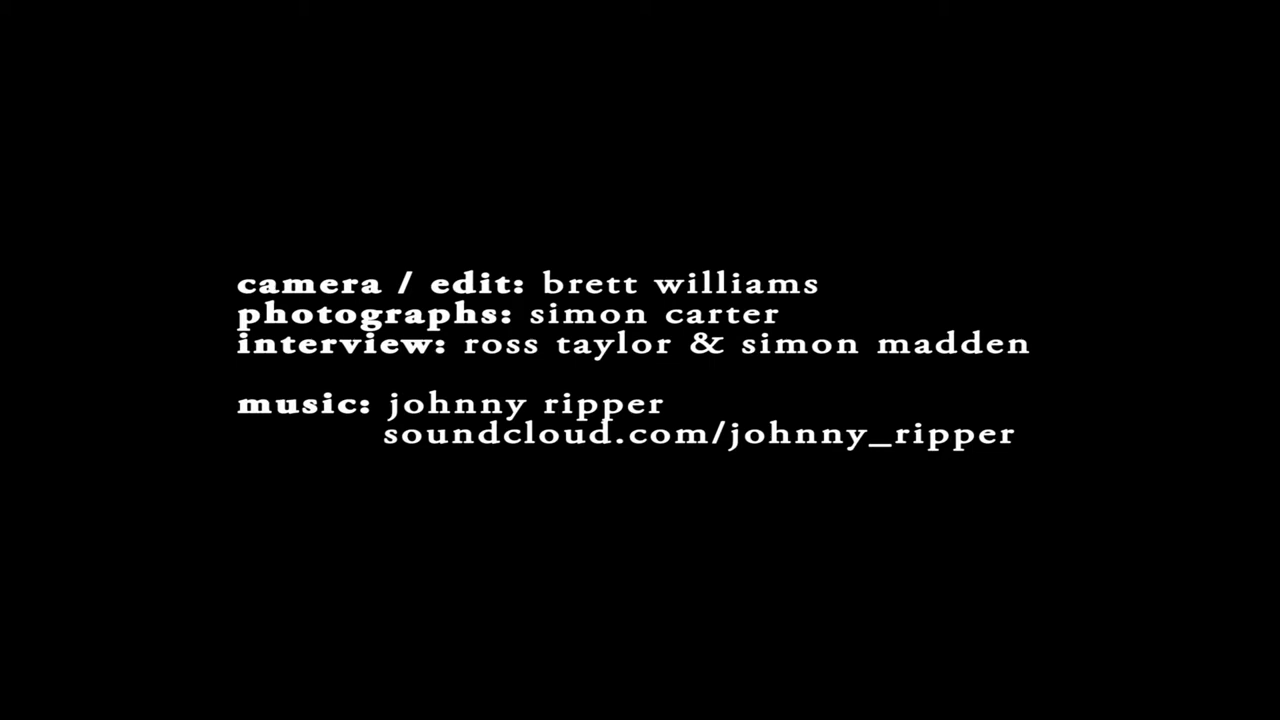 camera / edit: brett williams
photographs: simon carter
interview: ross taylor & simon madden
music: johnny ripper
soundcloud.com/johnny_ripper